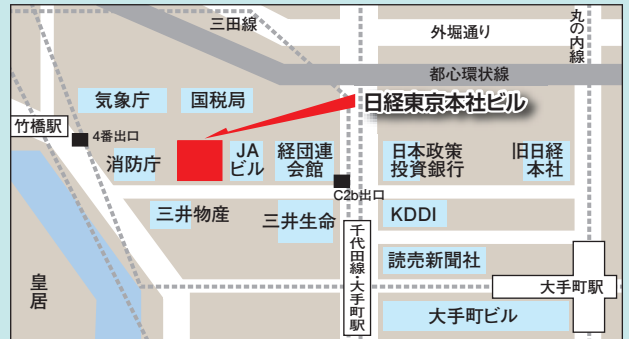 三田線
外堀通り
丸の内線
都心環状線
気象庁
国税局
日経東京本社ビル
竹橋駅
4番出口
消防庁
JA
ビル
経団連
会館
日本政策
投資銀行
旧日経
本社
C2b出口
三井物産
三井生命
KDDI
千代田線・大手町駅
読売新聞社
皇居
大手町駅
大手町ビル